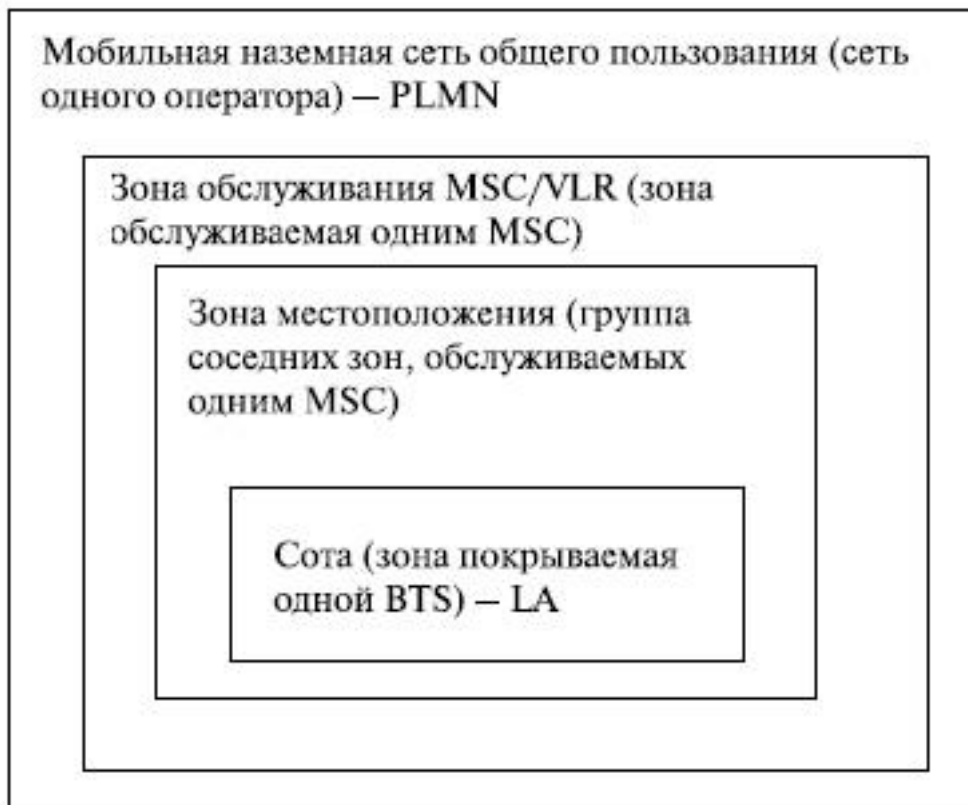 Мобильная наземная сеть общего пользования (сеть
одного оператора) – PLMN
Зона обслуживания MSC/VLR (зона
обслуживаемая одним MSC)
Зона местоположения (группа
соседних зон, обслуживаемых
одним MSC)
Сота (зона покрываемая
одной BTS) – LA